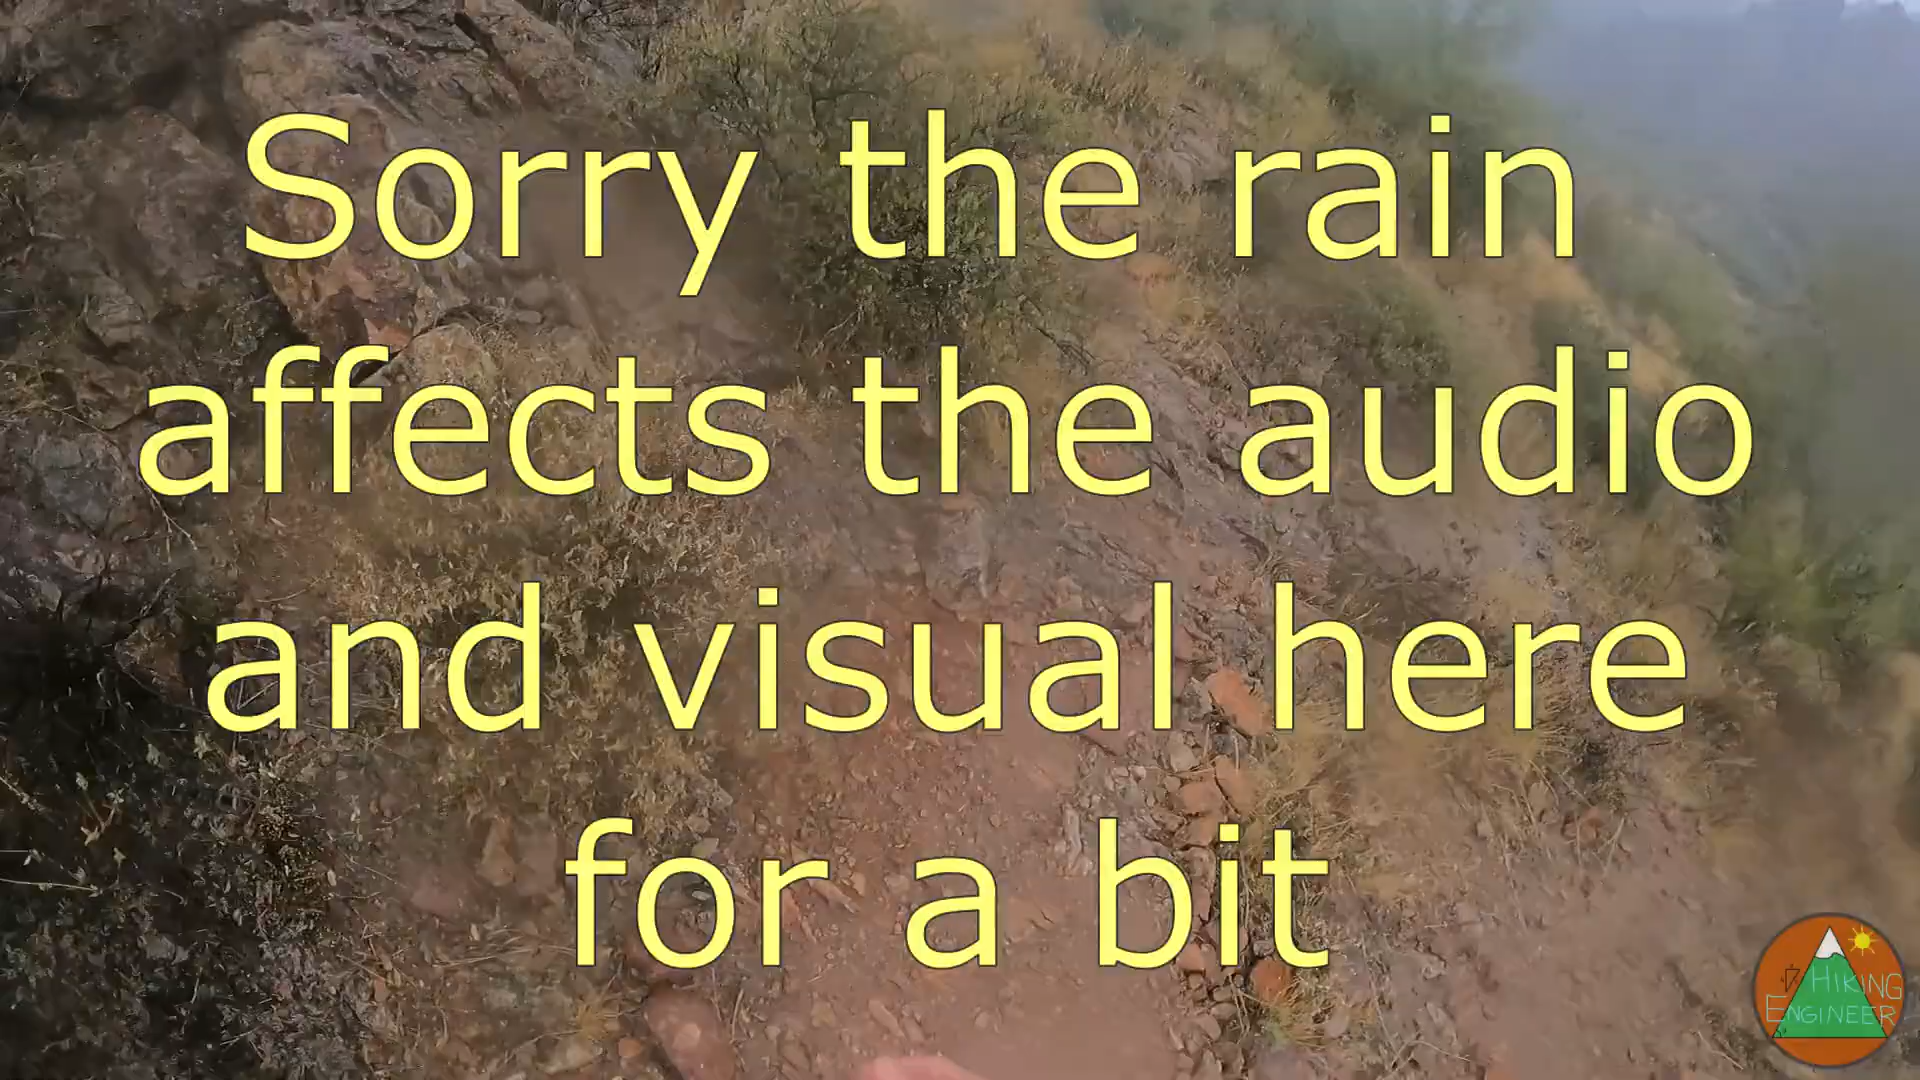 Sorry the rain
affects the audio
and visual here
for a bit
HIKING
ENGINEER